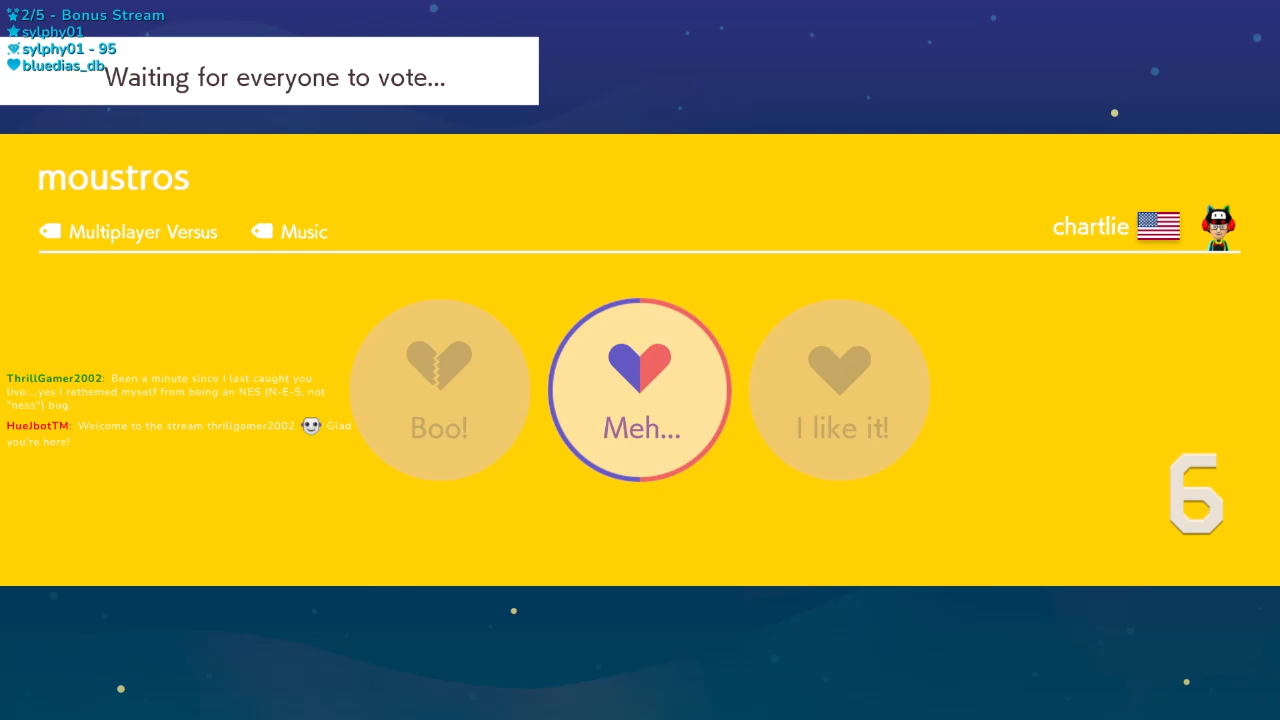 2/5 - Bonus Stream
sylphy01
sylphy01 - 95
bluedias_db
Waiting for everyone to vote...
moustros
Multiplayer Versus
Music
chartlie
ThrillGamer2002: Been a minute since I last caught you
live....yes I rethemed myself from being an NES (N-E-S, not
"ness") bug.
HueJbotTM: Welcome to the stream thrillgamer2002 Glad
you're here!
Boo!
Meh...
I like it!
6